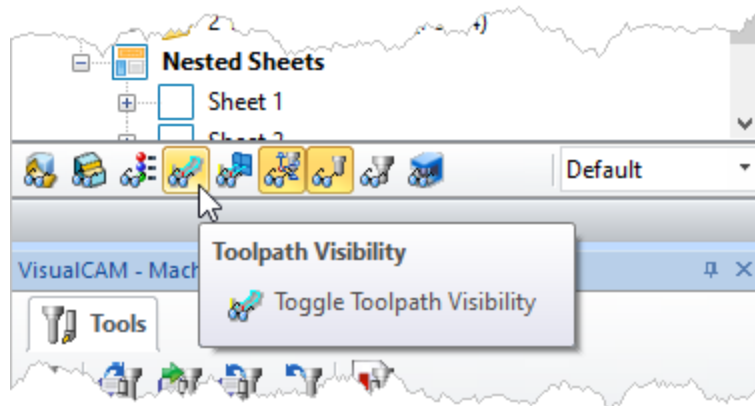 Nested Sheets
Sheet 1
Default
Toolpath Visibility
Toggle Toolpath Visibility
VisualCAM - Mach
Tools